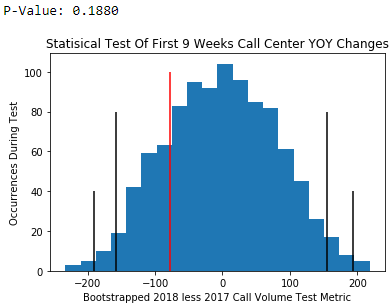 P-Value: 0.1880
Statisical Test Of First 9 Weeks Call Center YOY Changes
Occurrences During Test
100
80
60
40
20
0
−200 −100 0 100 200
Bootstrapped 2018 less 2017 Call Volume Test Metric